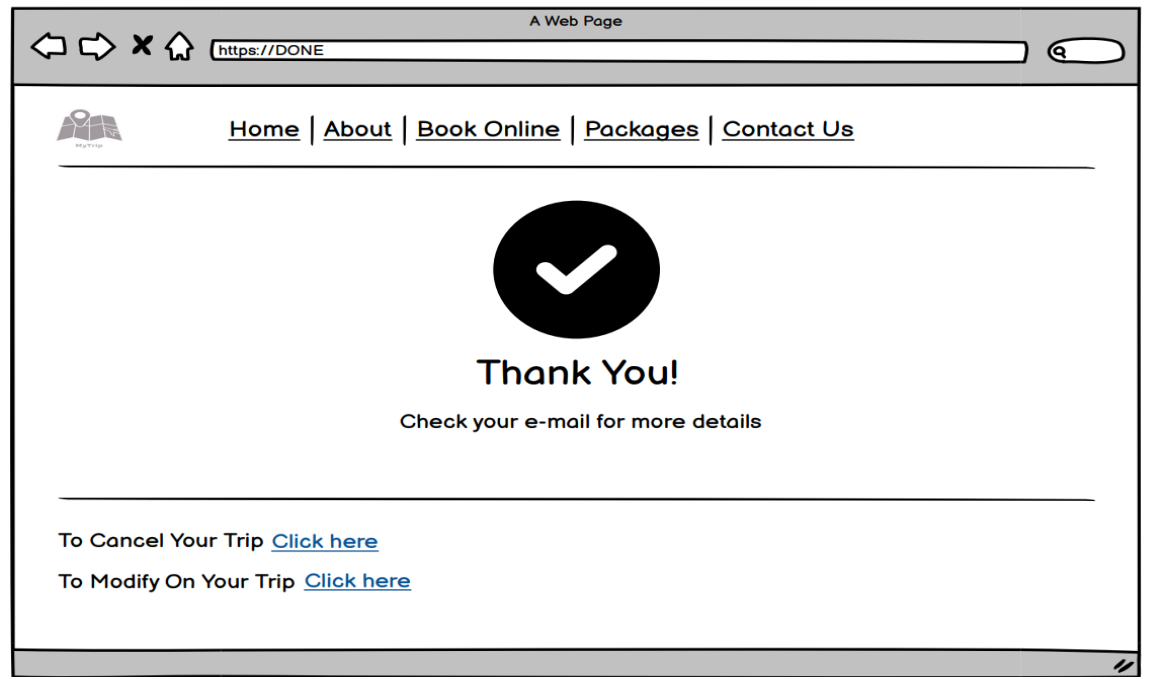 A Web Page
https://DONE
MyTrip
Home | About | Book Online | Packages | Contact Us
Thank You!
Check your e-mail for more details
To Cancel Your Trip Click here
To Modify On Your Trip Click here